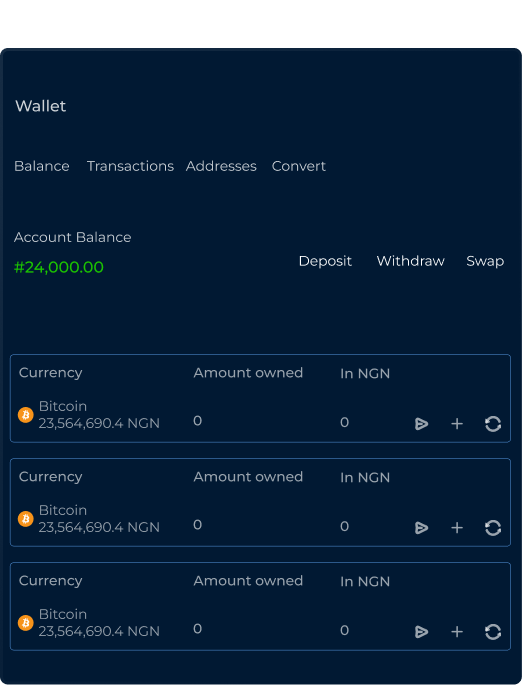 Wallet
Balance Transactions Addresses Convert
Account Balance
#24,000.00
Deposit Withdraw Swap
Currency Amount owned In NGN
Bitcoin
23,564,690.4 NGN 0 0
Currency Amount owned In NGN
Bitcoin
23,564,690.4 NGN 0 0
Currency Amount owned In NGN
Bitcoin
23,564,690.4 NGN 0 0